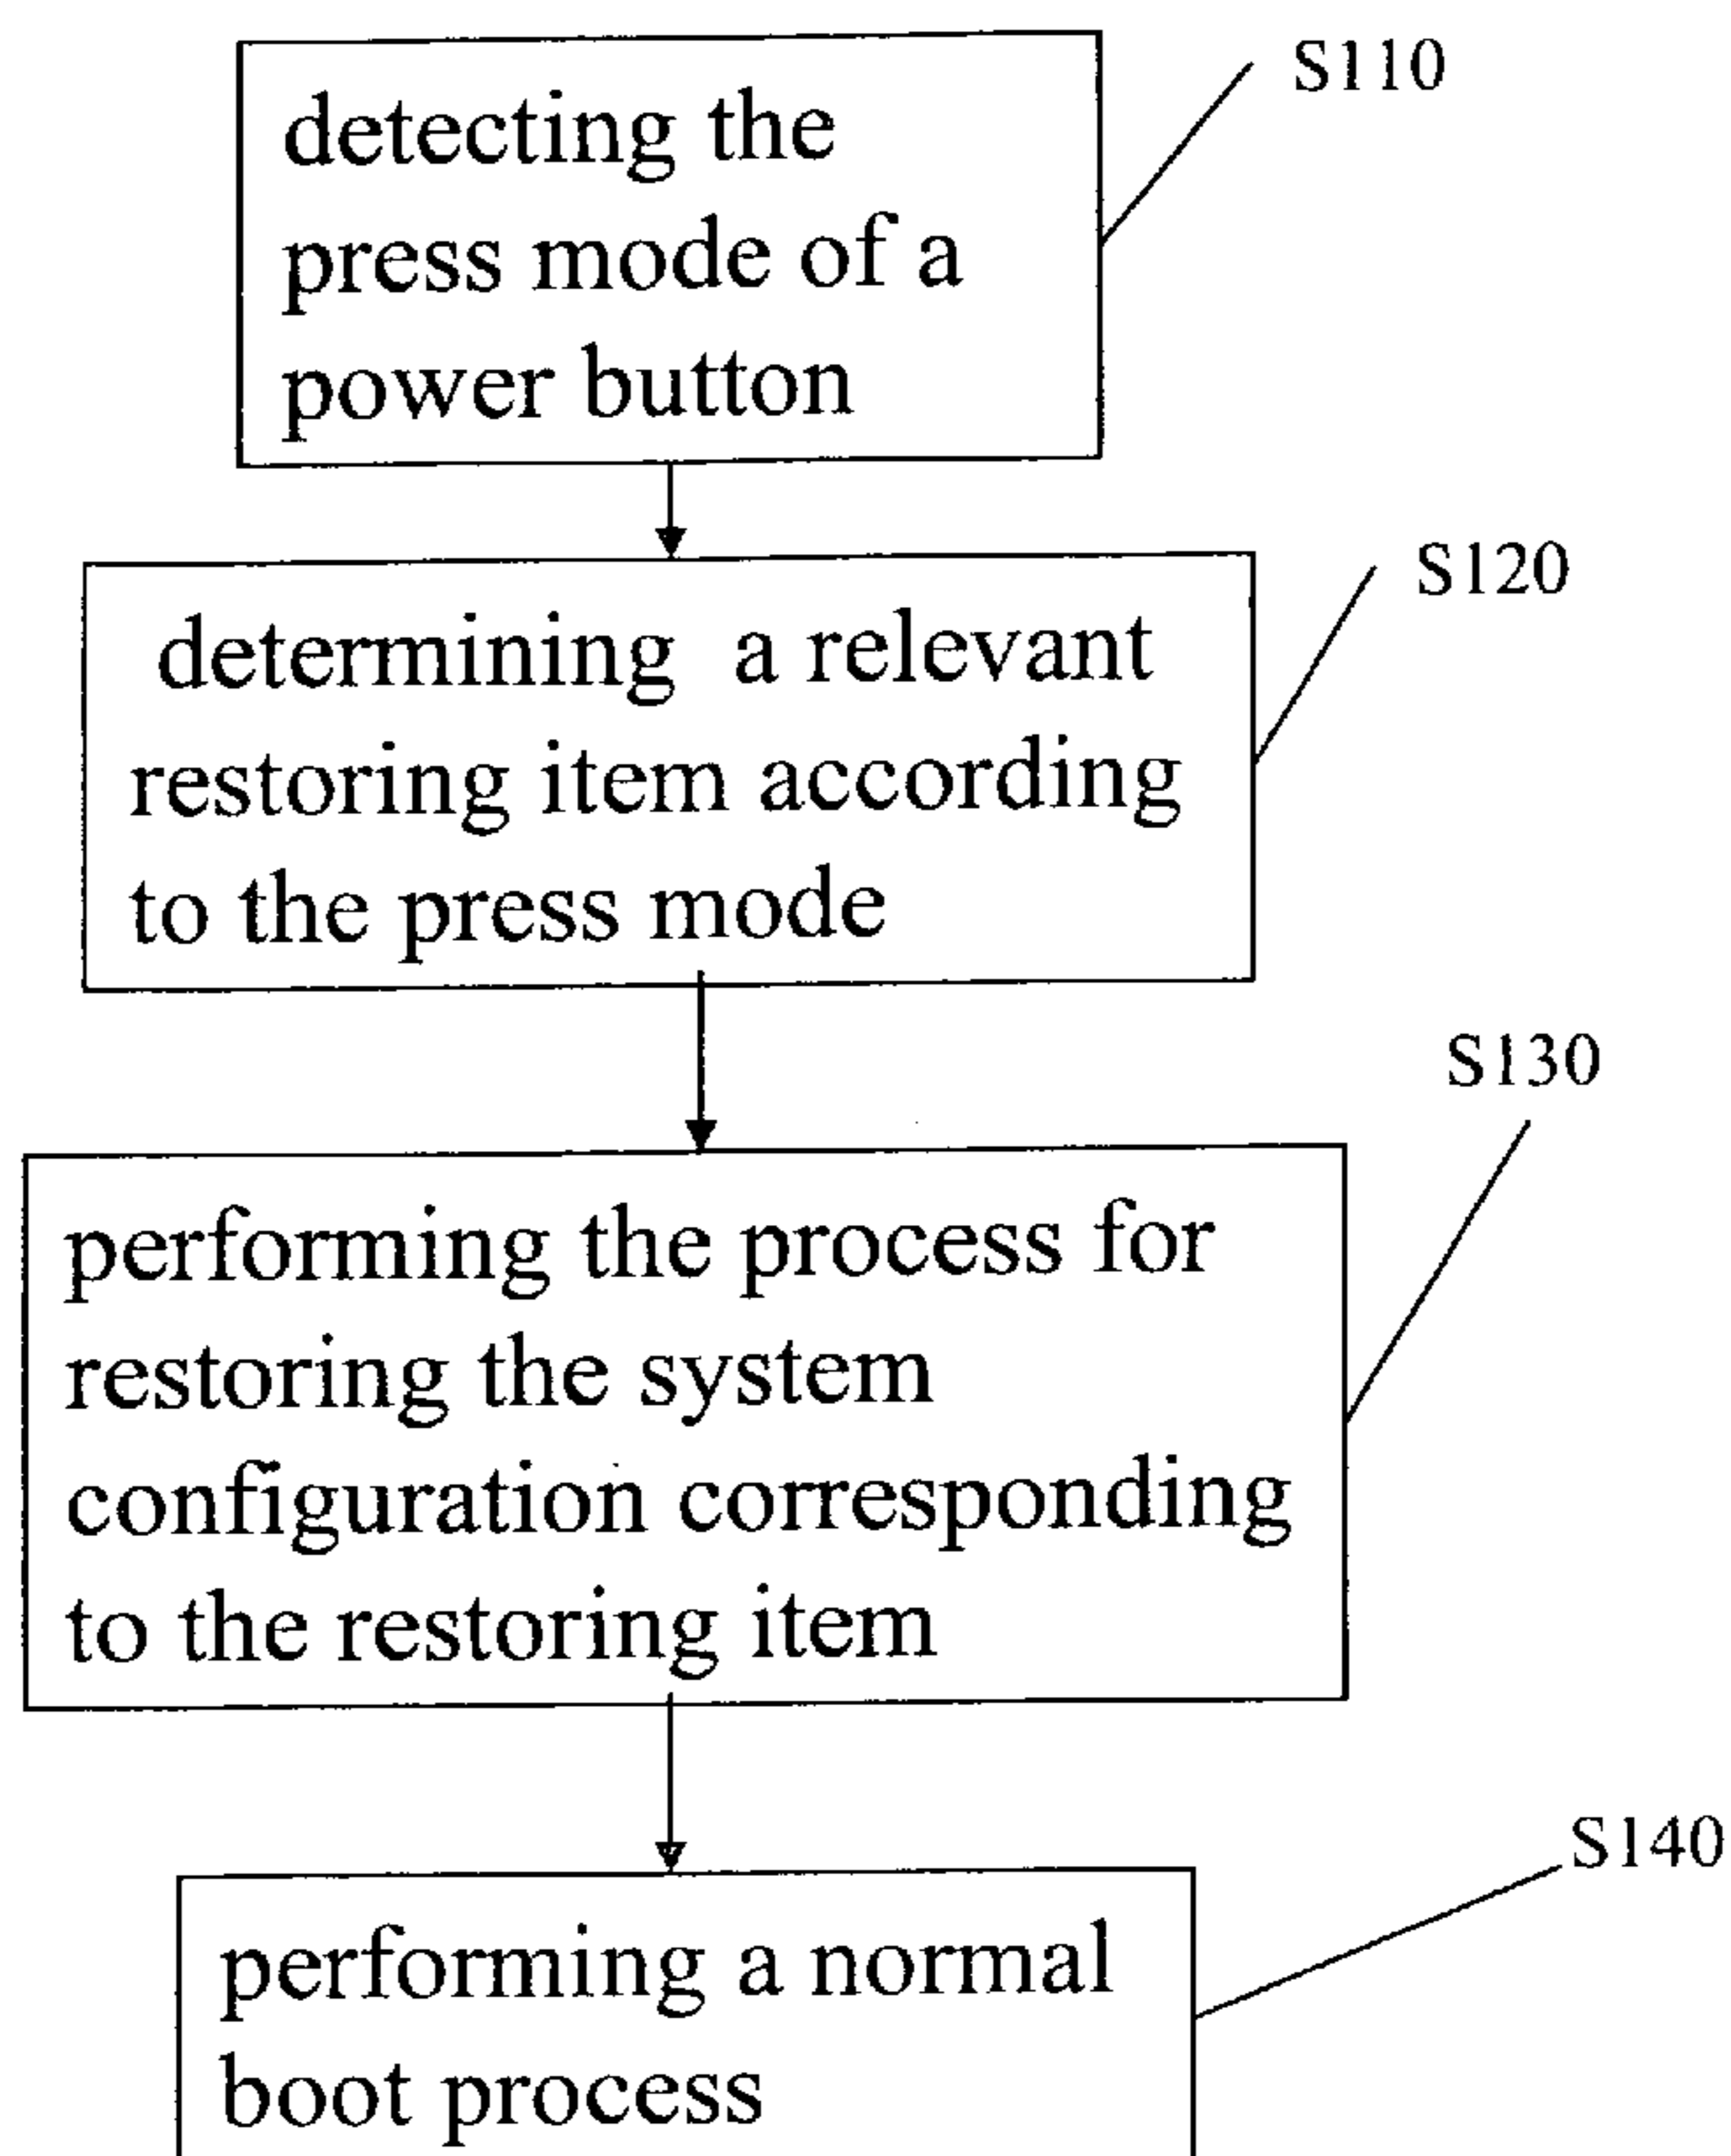 S110
detecting the
press mode of a
power button
S120
determining a relevant
restoring item according
to the press mode
S130
performing the process for
restoring the system
configuration corresponding
to the restoring item
S140
performing a normal
boot process